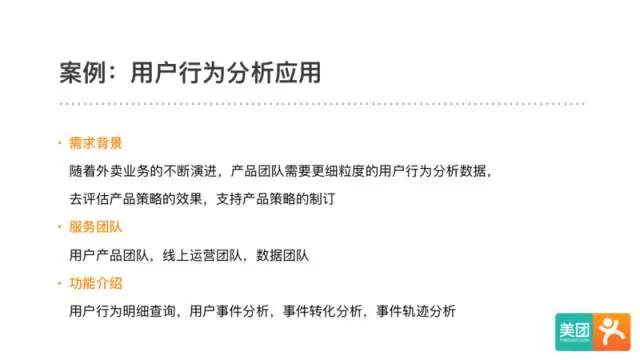 案例：用户行为分析应用
需求背景
随着外卖业务的不断演进，产品团队需要更细粒度的用户行为分析数据，
去评估产品策略的效果，支持产品策略的制订
服务团队
用户产品团队，线上运营团队，数据团队
功能介绍
用户行为明细查询，用户事件分析，事件转化分析，事件轨迹分析
美团